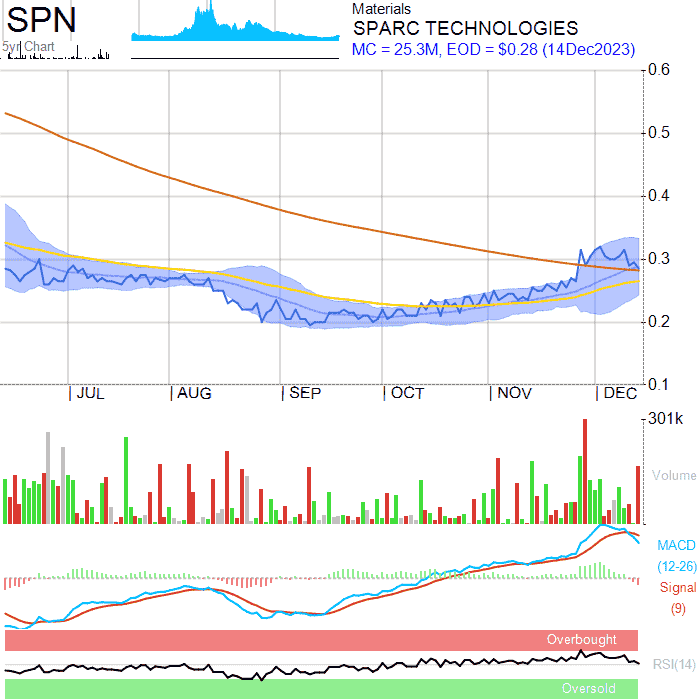 SPN
5yr Chart
Materials
SPARC TECHNOLOGIES
MC = 25.3M, EOD = $0.28 (14Dec2023)
0.6
0.5
0.4
0.3
0.2
0.1
JUL AUG SEP OCT NOV DEC
301k
Volume
MACD
(12-26)
Signal
(9)
Overbought
RSI(14)
Oversold